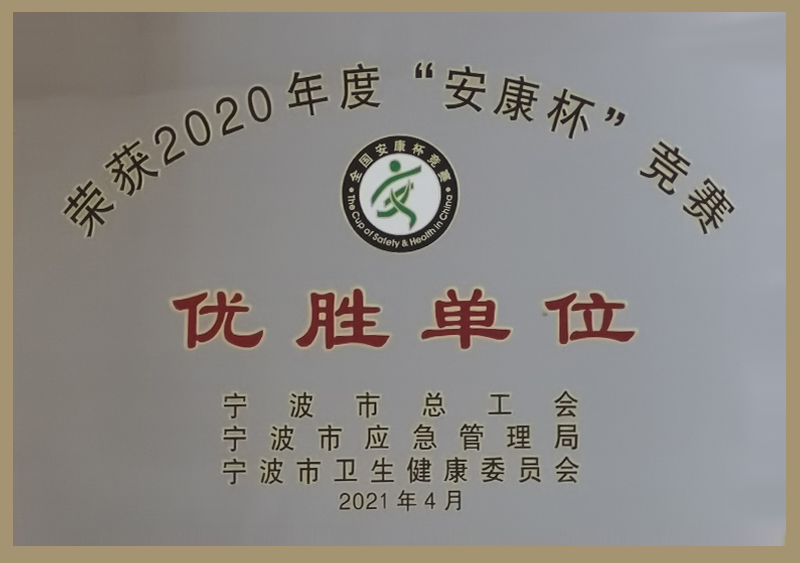 荣获2020年度“安康杯”竞赛
全国安康杯竞赛
The Cup of Safety & Health in China
优胜单位
宁波市总工会
宁波市应急管理局
宁波市卫生健康委员会
2021年4月